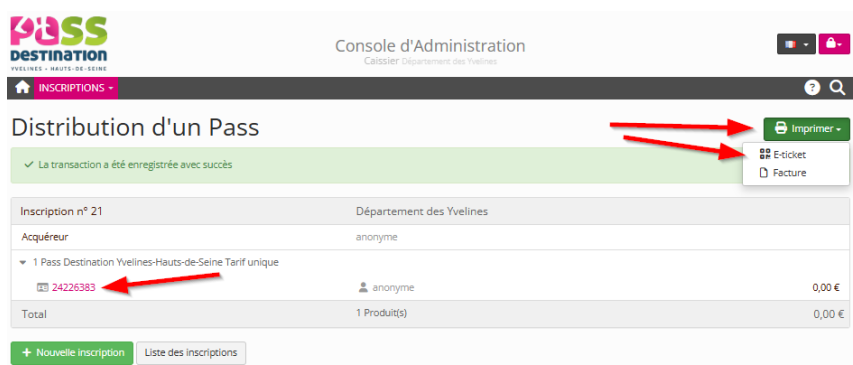 pass
DESTINATION
YVELINES - HAUTS-DE-SEINE
Console d'Administration
Caissier Département des Yvelines
INSCRIPTIONS
Distribution d'un Pass
Imprimer
E-ticket
Facture
La transaction a été enregistrée avec succès
Inscription n° 21 Département des Yvelines
Acquéreur anonyme
1 Pass Destination Yvelines-Hauts-de-Seine Tarif unique
24226383 anonyme 0,00 €
Total 1 Produit(s) 0,00 €
+ Nouvelle inscription Liste des inscriptions